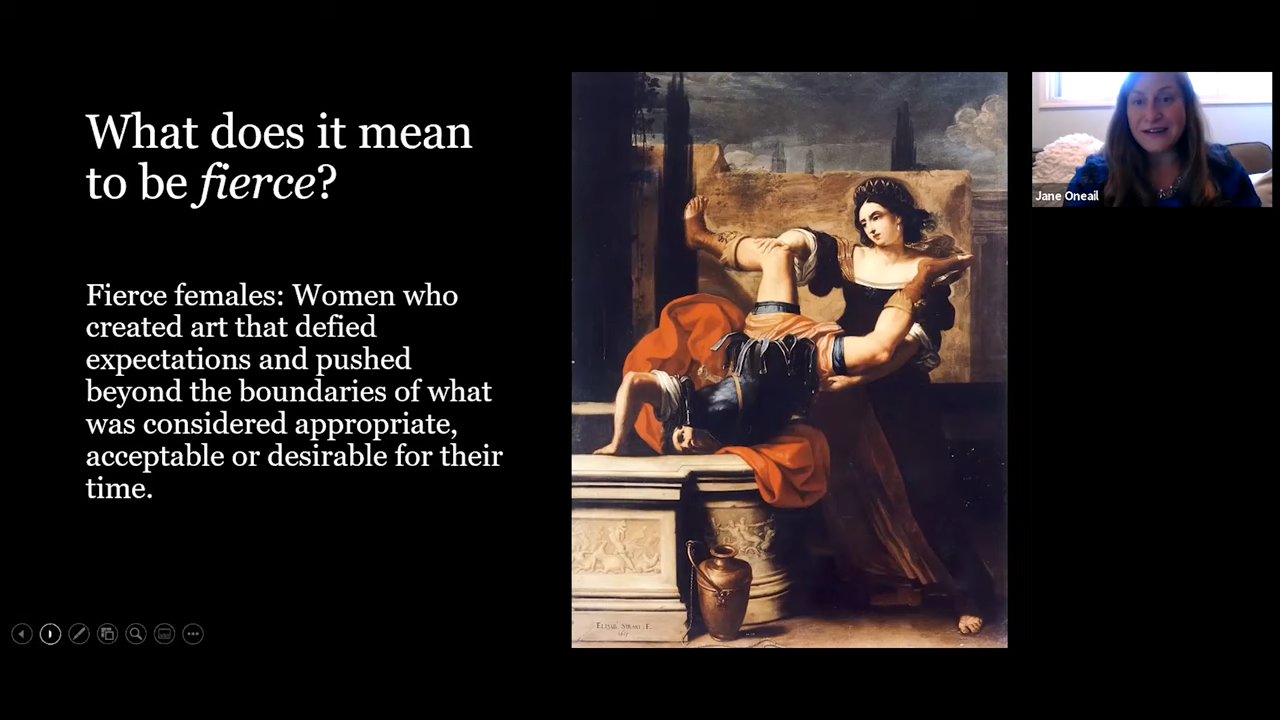 What does it mean
to be fierce?
Fierce females: Women who
created art that defied
expectations and pushed
beyond the boundaries of what
was considered appropriate,
acceptable or desirable for their
time.
Jane Oneail